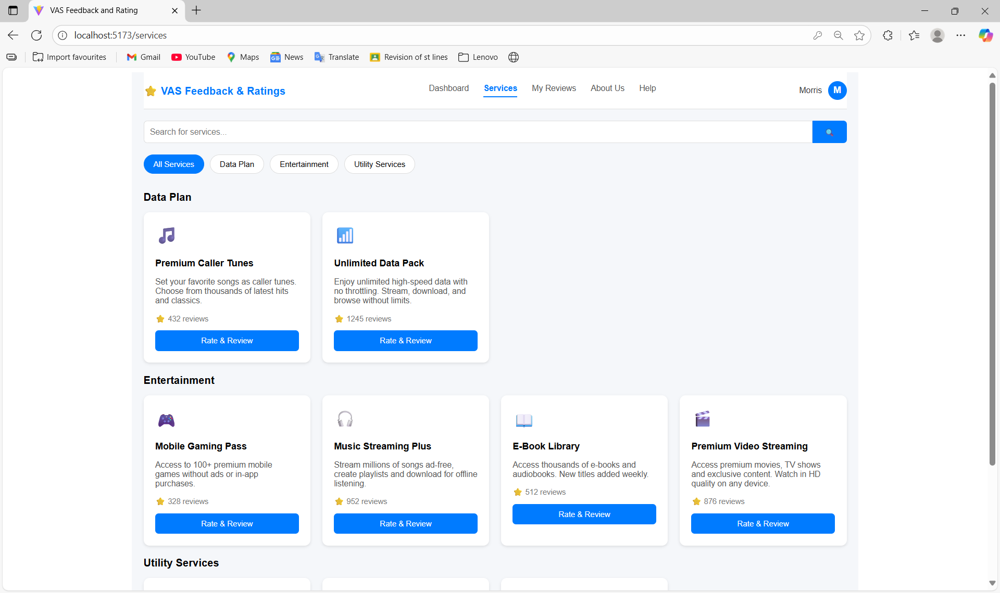 VAS Feedback and Rating
localhost:5173/services
Import favourites
Gmail
YouTube
Maps
News
Translate
Revision of st lines
Lenovo
VAS Feedback & Ratings
Dashboard
Services
My Reviews
About Us
Help
Morris
M
Search for services...
All Services
Data Plan
Entertainment
Utility Services
Data Plan
Premium Caller Tunes
Set your favorite songs as caller tunes.
Choose from thousands of latest hits
and classics.
432 reviews
Rate & Review
Unlimited Data Pack
Enjoy unlimited high-speed data with
no throttling. Stream, download, and
browse without limits.
1245 reviews
Rate & Review
Entertainment
Mobile Gaming Pass
Access to 100+ premium mobile
games without ads or in-app
purchases.
328 reviews
Rate & Review
Music Streaming Plus
Stream millions of songs ad-free,
create playlists and download for offline
listening.
952 reviews
Rate & Review
E-Book Library
Access thousands of e-books and
audiobooks. New titles added weekly.
512 reviews
Rate & Review
Premium Video Streaming
Access premium movies, TV shows
and exclusive content. Watch in HD
quality on any device.
876 reviews
Rate & Review
Utility Services